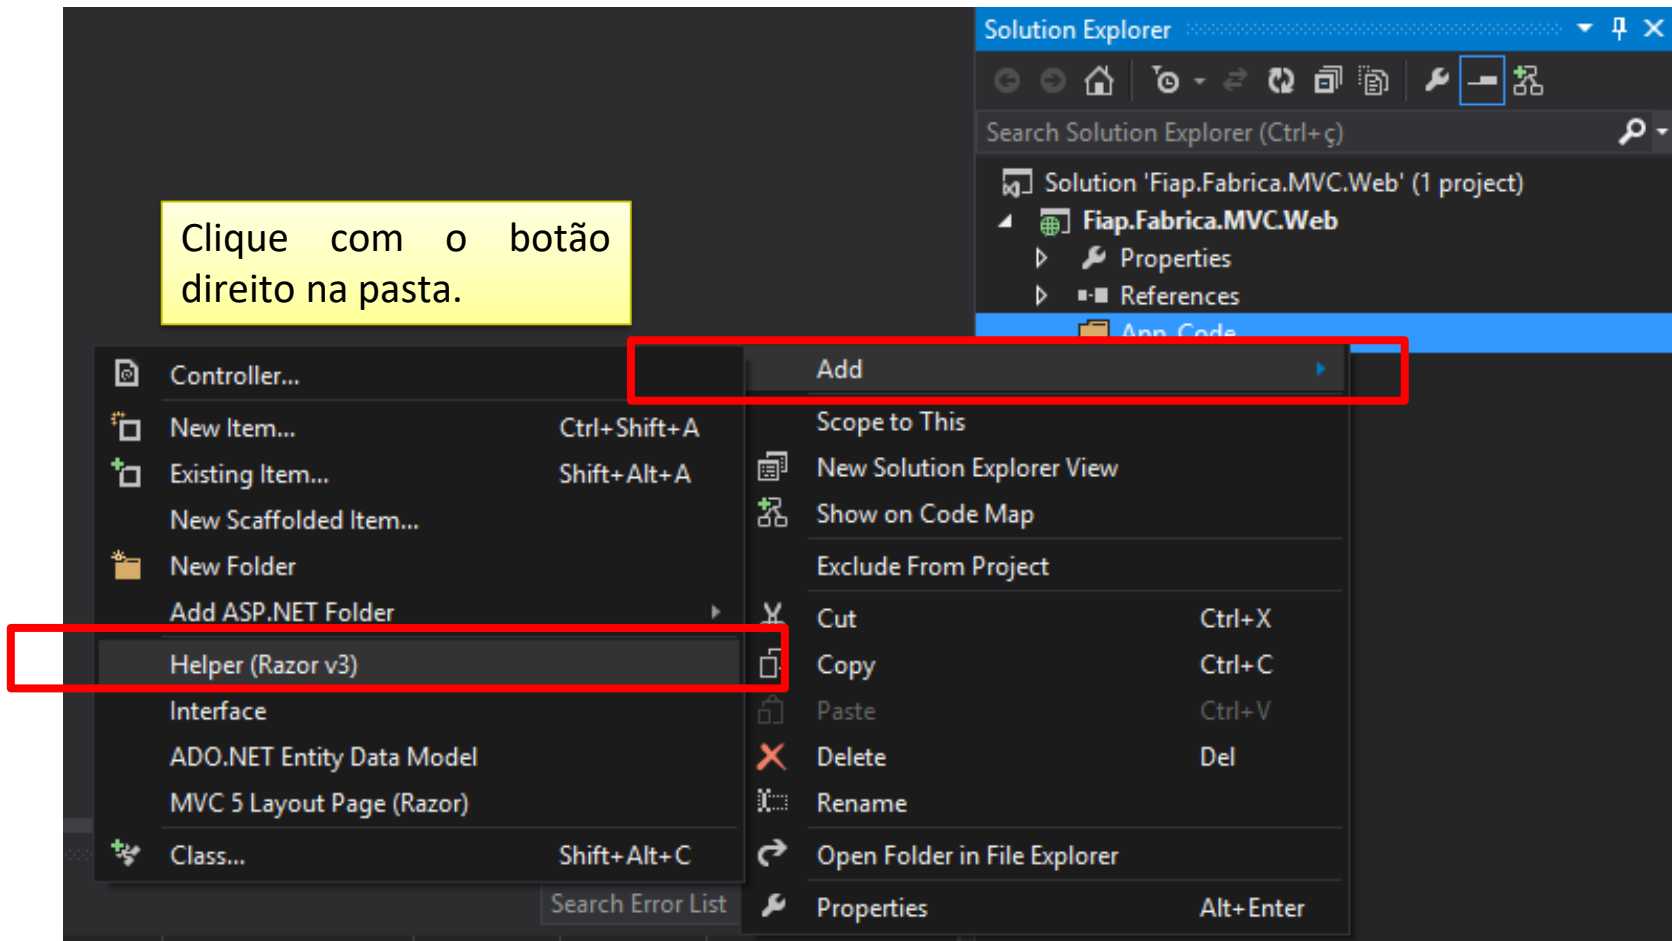 Solution Explorer
Search Solution Explorer (Ctrl+ç)
Solution 'Fiap.Fabrica.MVC.Web' (1 project)
Fiap.Fabrica.MVC.Web
Properties
References
App_Code
Clique com o botão
direito na pasta.
Controller...
New Item... Ctrl+Shift+A
Existing Item... Shift+Alt+A
New Scaffolded Item...
New Folder
Add ASP.NET Folder
Helper (Razor v3)
Interface
ADO.NET Entity Data Model
MVC 5 Layout Page (Razor)
Class... Shift+Alt+C
Add
Scope to This
New Solution Explorer View
Show on Code Map
Exclude From Project
Cut Ctrl+X
Copy Ctrl+C
Paste Ctrl+V
Delete Del
Rename
Open Folder in File Explorer
Properties Alt+Enter
Search Error List